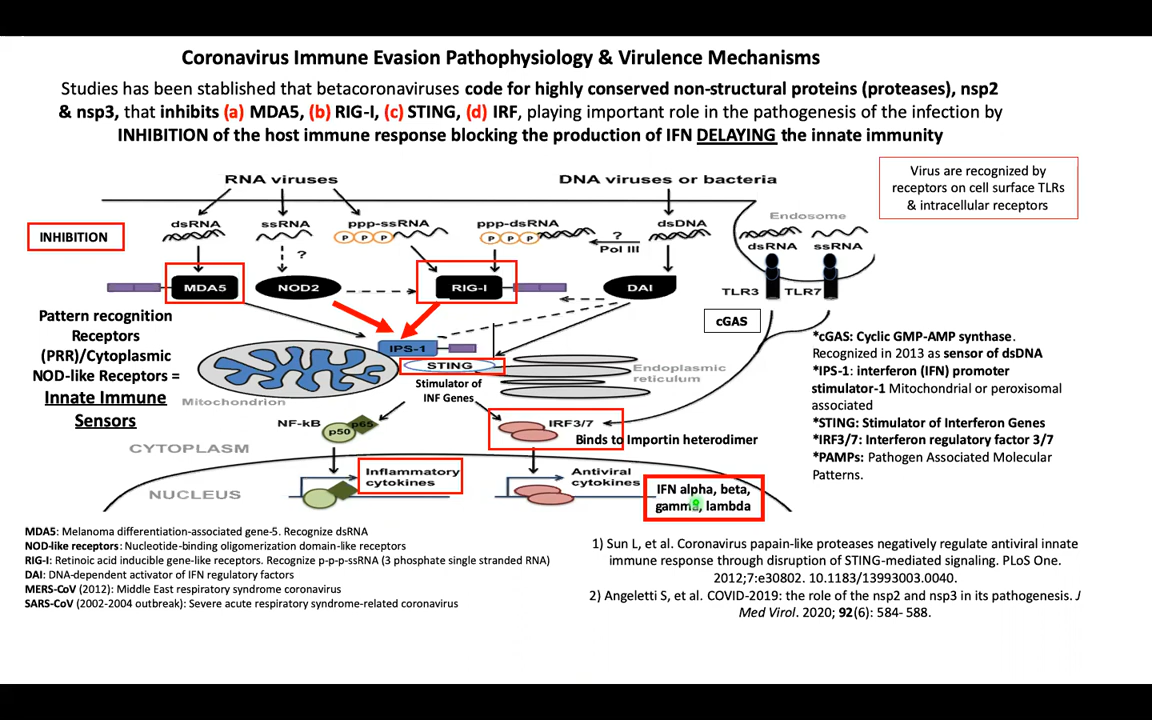 Coronavirus Immune Evasion Pathophysiology & Virulence Mechanisms
Studies has been stablished that betacoronaviruses code for highly conserved non-structural proteins (proteases), nsp2
& nsp3, that inhibits (a) MDA5, (b) RIG-I, (c) STING, (d) IRF, playing important role in the pathogenesis of the infection by
INHIBITION of the host immune response blocking the production of IFN DELAYING the innate immunity
Virus are recognized by
receptors on cell surface TLRs
& intracellular receptors
RNA viruses
DNA viruses or bacteria
INHIBITION
dsRNA
ssRNA
ppp-ssRNA
ppp-dsRNA
dsDNA
Endosome
dsRNA
ssRNA
P P P
P P P
?
Pol III
?
MDA5
NOD2
RIG-I
DAI
TLR3
TLR7
cGAS
Pattern recognition
Receptors
(PRR)/Cytoplasmic
NOD-like Receptors =
Innate Immune
Sensors
IPS-1
STING
Stimulator of
INF Genes
Mitochondrion
Endoplasmic
reticulum
NF-kB
p50
p65
IRF3/7
Binds to Importin heterodimer
CYTOPLASM
NUCLEUS
Inflammatory
cytokines
Antiviral
cytokines
IFN alpha, beta,
gamma, lambda
*cGAS: Cyclic GMP-AMP synthase.
Recognized in 2013 as sensor of dsDNA
*IPS-1: interferon (IFN) promoter
stimulator-1 Mitochondrial or peroxisomal
associated
*STING: Stimulator of Interferon Genes
*IRF3/7: Interferon regulatory factor 3/7
*PAMPs: Pathogen Associated Molecular
Patterns.
MDA5: Melanoma differentiation-associated gene-5. Recognize dsRNA
NOD-like receptors: Nucleotide-binding oligomerization domain-like receptors
RIG-I: Retinoic acid inducible gene-like receptors. Recognize p-p-p-ssRNA (3 phosphate single stranded RNA)
DAI: DNA-dependent activator of IFN regulatory factors
MERS-CoV (2012): Middle East respiratory syndrome coronavirus
SARS-CoV (2002-2004 outbreak): Severe acute respiratory syndrome-related coronavirus
1) Sun L, et al. Coronavirus papain-like proteases negatively regulate antiviral innate
immune response through disruption of STING-mediated signaling. PLoS One.
2012;7:e30802. 10.1183/13993003.0040.
2) Angeletti S, et al. COVID-2019: the role of the nsp2 and nsp3 in its pathogenesis. J
Med Virol. 2020; 92(6): 584- 588.